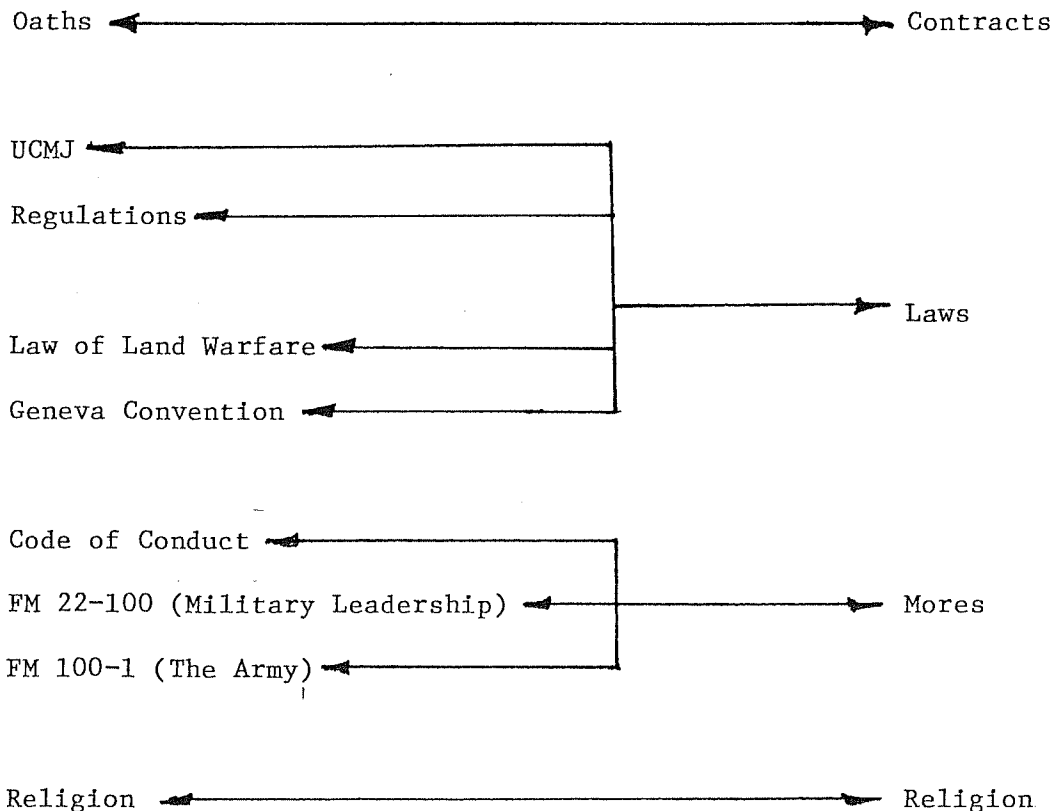 Oaths Contracts
UCMJ
Regulations
Laws
Law of Land Warfare
Geneva Convention
Code of Conduct
FM 22-100 (Military Leadership) Mores
FM 100-1 (The Army)
Religion Religion